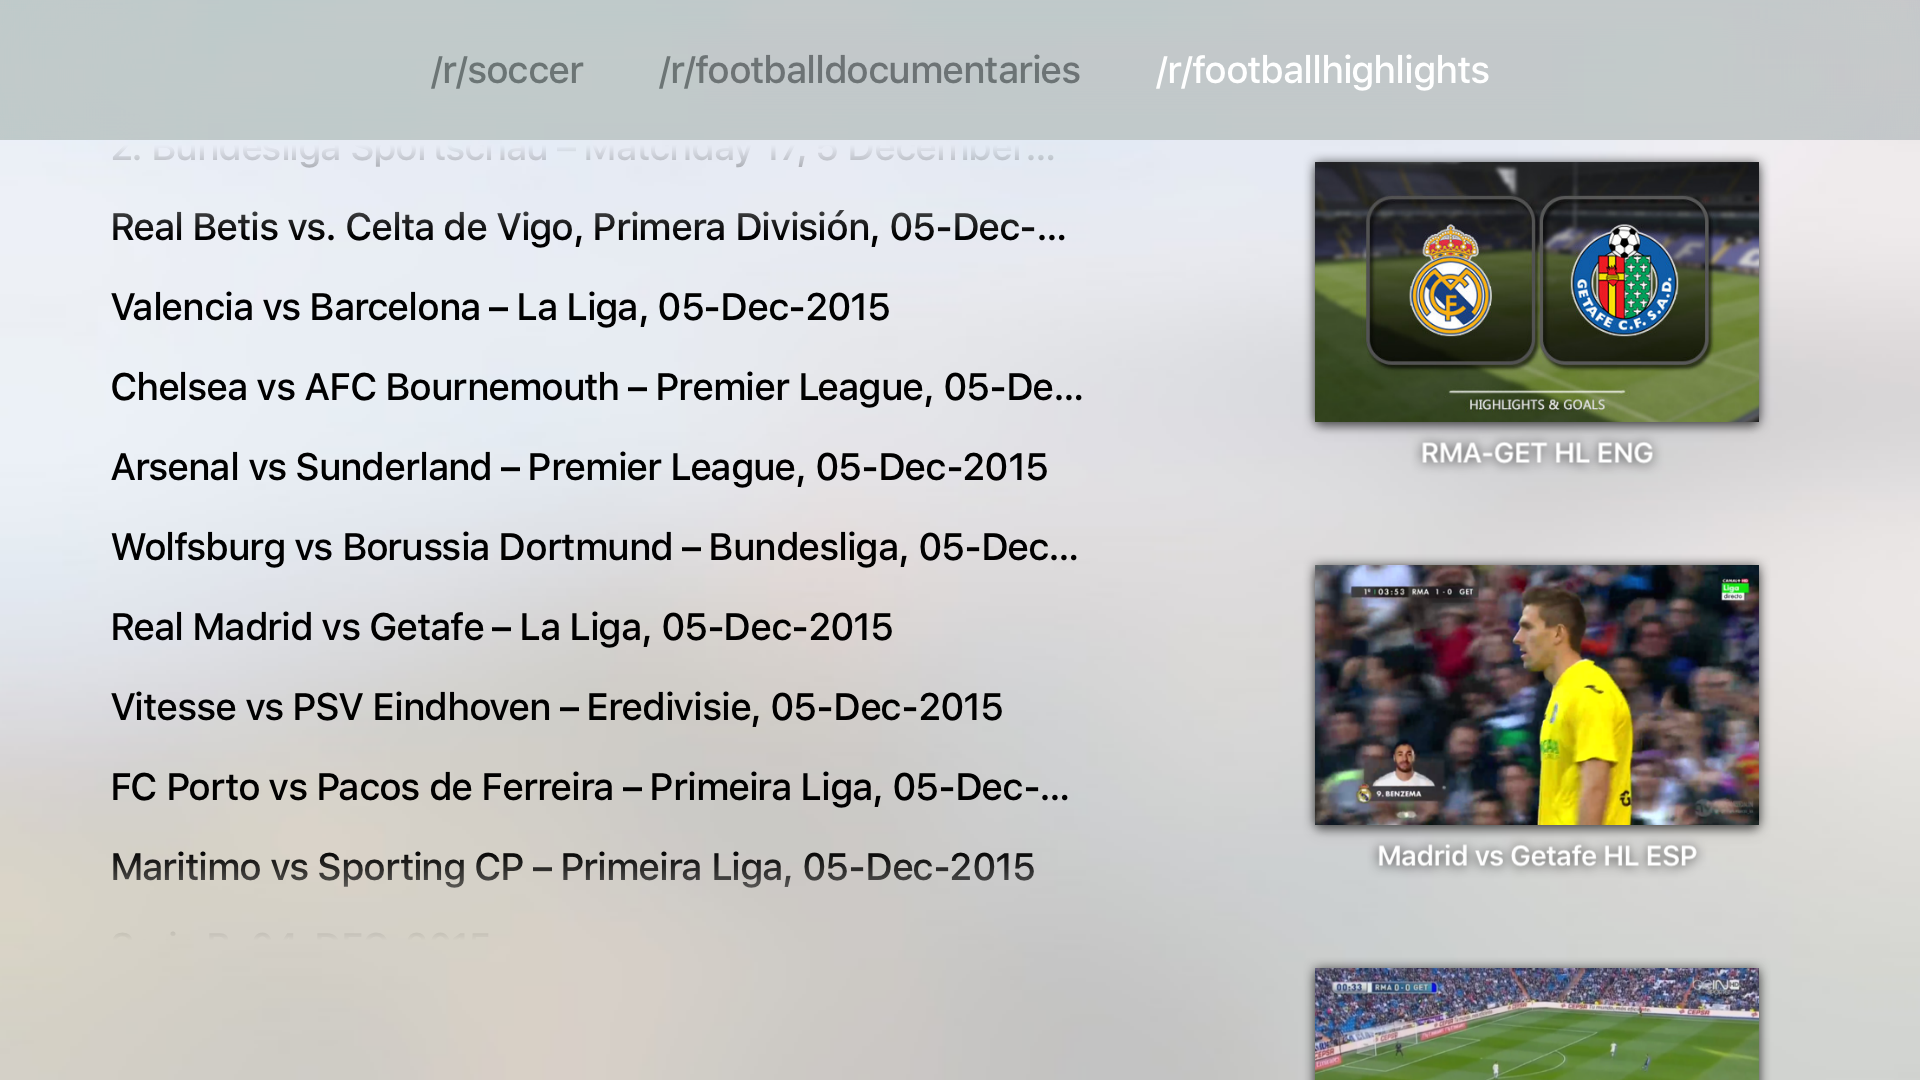 /r/soccer /r/footballdocumentaries /r/footballhighlights
2. Bundesliga Sportschau – Matchday 17, 5 December...
Real Betis vs. Celta de Vigo, Primera División, 05-Dec-...
Valencia vs Barcelona – La Liga, 05-Dec-2015
Chelsea vs AFC Bournemouth – Premier League, 05-De...
Arsenal vs Sunderland – Premier League, 05-Dec-2015
Wolfsburg vs Borussia Dortmund – Bundesliga, 05-Dec...
Real Madrid vs Getafe – La Liga, 05-Dec-2015
Vitesse vs PSV Eindhoven – Eredivisie, 05-Dec-2015
FC Porto vs Pacos de Ferreira – Primeira Liga, 05-Dec-...
Maritimo vs Sporting CP – Primeira Liga, 05-Dec-2015
GETAFE C.F. S.A.D.
HIGHLIGHTS & GOALS
RMA-GET HL ENG
1º 03:53 RMA 1-0 GET
Liga
directo
9. BENZEMA
Madrid vs Getafe HL ESP
00:33 RMA 0-0 GET
beIN
CEPSA